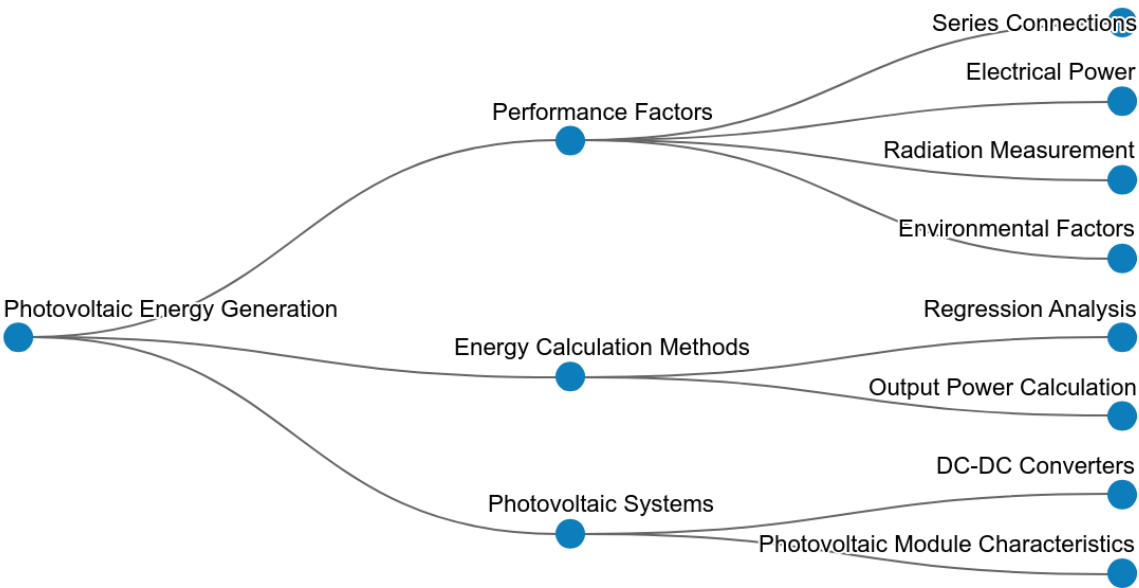 Series Connections
Electrical Power
Performance Factors
Radiation Measurement
Environmental Factors
Photovoltaic Energy Generation
Regression Analysis
Energy Calculation Methods
Output Power Calculation
DC-DC Converters
Photovoltaic Systems
Photovoltaic Module Characteristics